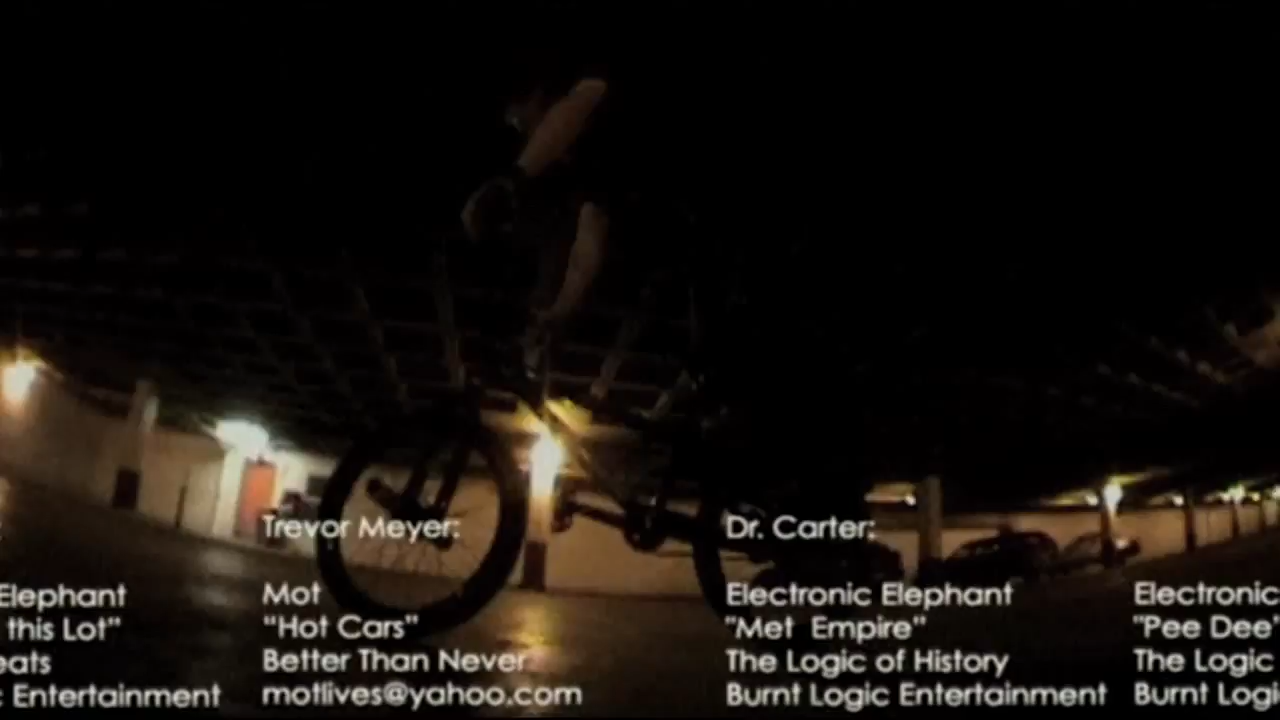 Elephant
this Lot”
Entertainment
Trevor Meyer:
Mot
“Hot Cars”
Better Than Never
motlives@yahoo.com
Dr. Carter:
Electronic Elephant
"Met Empire”
The Logic of History
Burnt Logic Entertainment
Electronic
"Pee Dee"
The Logic
Burnt